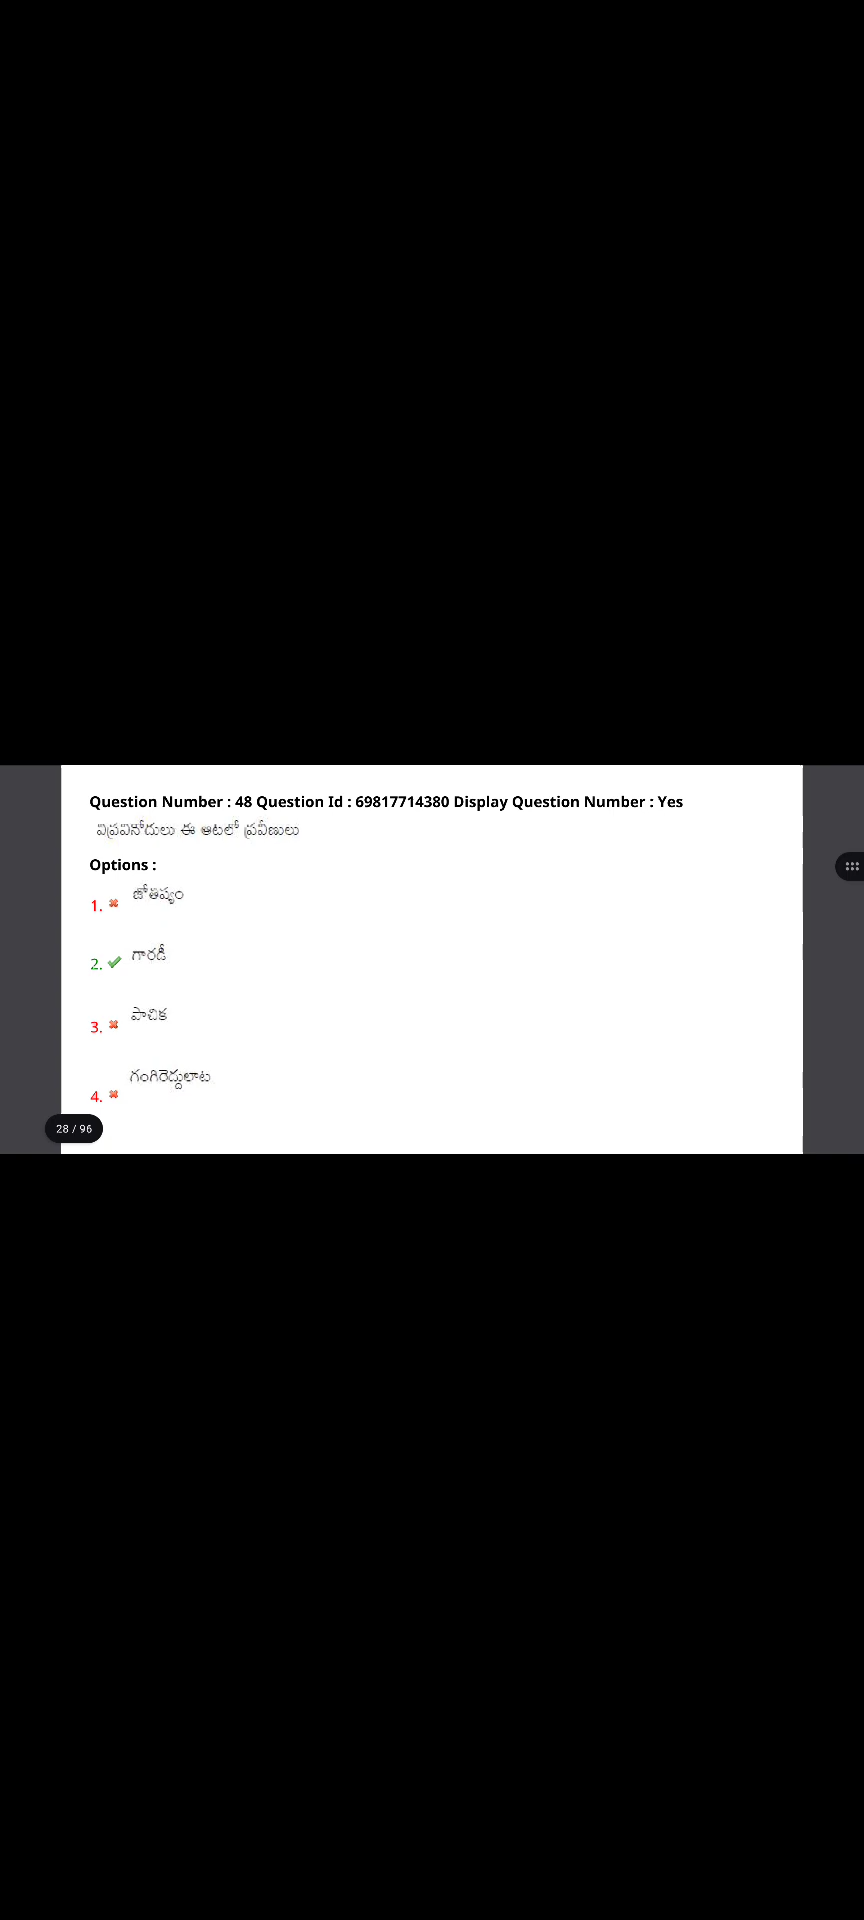 Question Number : 48 Question Id : 69817714380 Display Question Number : Yes
విప్రవినోదులు ఈ ఆటలో ప్రవీణులు
Options :
1. జోతిష్యం
2. గారడీ
3. పాచిక
4. గంగిరెద్దులాట
28 / 96